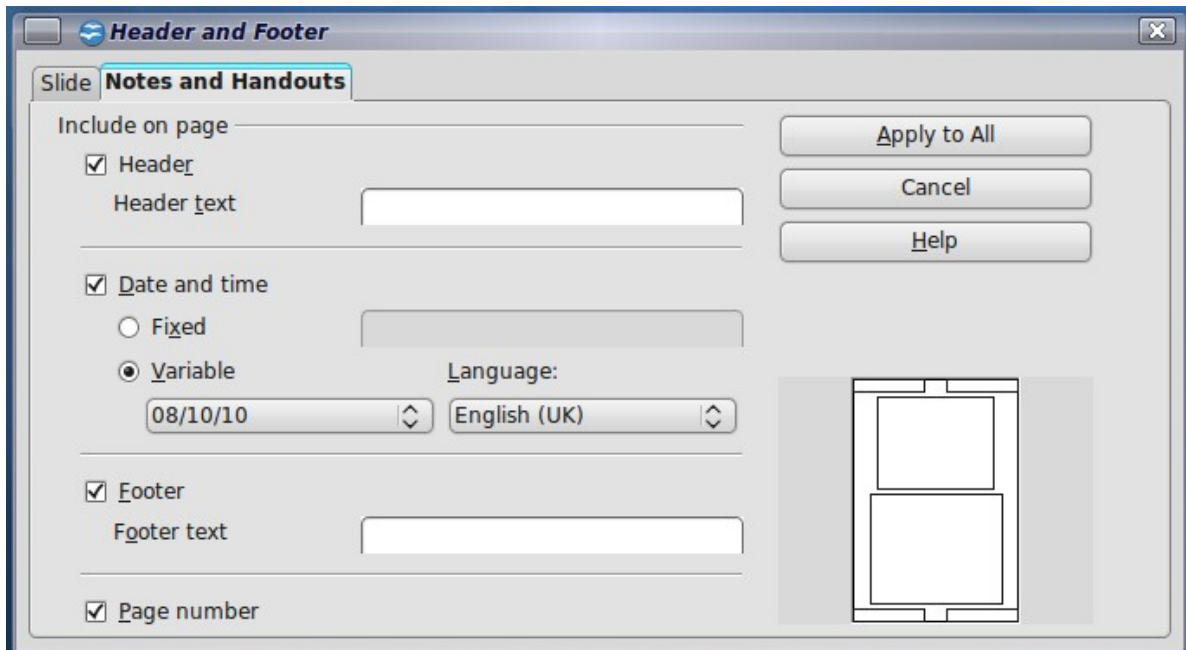 Header and Footer
Slide Notes and Handouts
Include on page
Apply to All
Header
Cancel
Header text
Help
Date and time
Fixed
Variable Language:
08/10/10 English (UK)
Footer
Footer text
Page number